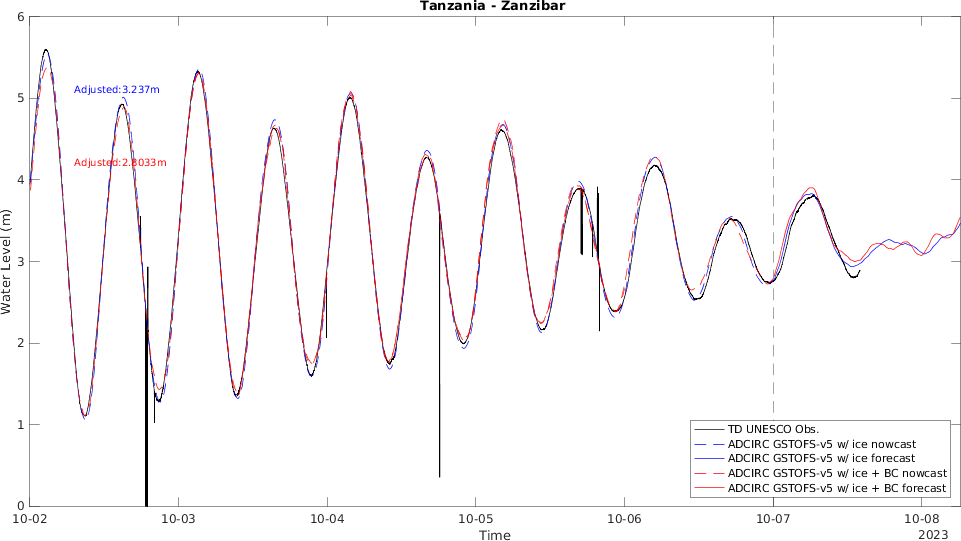 Tanzania - Zanzibar
6
5
4
3
2
1
0
Water Level (m)
Adjusted:3.237m
Adjusted:2.8033m
TD UNESCO Obs.
ADCIRC GSTOFS-v5 w/ ice nowcast
ADCIRC GSTOFS-v5 w/ ice forecast
ADCIRC GSTOFS-v5 w/ ice + BC nowcast
ADCIRC GSTOFS-v5 w/ ice + BC forecast
10-02 10-03 10-04 10-05 10-06 10-07 10-08
Time
2023